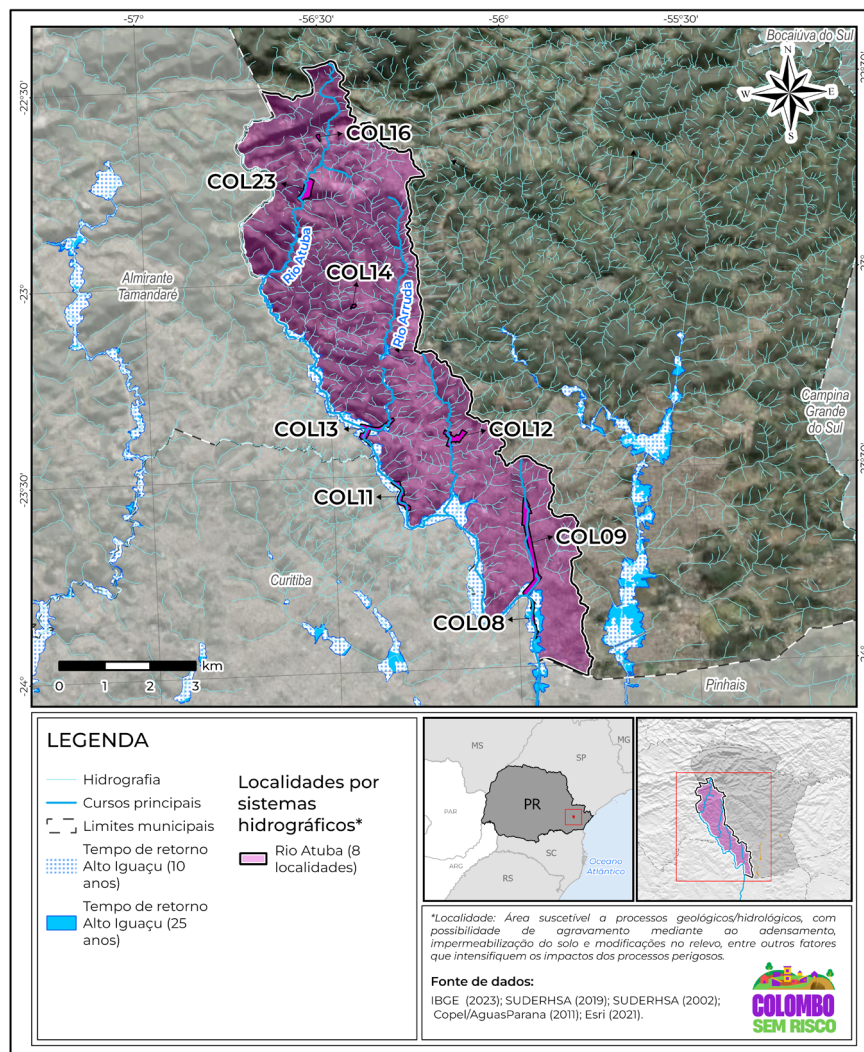 -57°
-56°30'
-56°
-55°30'
Bocaiúva do Sul
-22°30'
-22°30'
N
W
E
S
COL16
COL23
Rio Atuba
COL14
Rio Arruda
Almirante
Tamandaré
-23°
-23°
Campina
Grande
do Sul
COL13
COL12
-23°30'
-23°30'
COL11
COL09
Curitiba
COL08
km
0 1 2 3
-24°
-24°
Pinhais
LEGENDA
Hidrografia
Cursos principais
Limites municipais
Tempo de retorno
Alto Iguaçu (10
anos)
Tempo de retorno
Alto Iguaçu (25
anos)
Localidades por
sistemas
hidrográficos*
Rio Atuba (8
localidades)
MS
SP
MG
PAR
PR
ARG
SC
RS
Oceano
Atlântico
*Localidade: Área suscetível a processos geológicos/hidrológicos, com
possibilidade de agravamento mediante ao adensamento,
impermeabilização do solo e modificações no relevo, entre outros fatores
que intensifiquem os impactos dos processos perigosos.
Fonte de dados:
IBGE (2023); SUDERHSA (2019); SUDERHSA (2002);
Copel/AguasParana (2011); Esri (2021).
COLOMBO
SEM RISCO